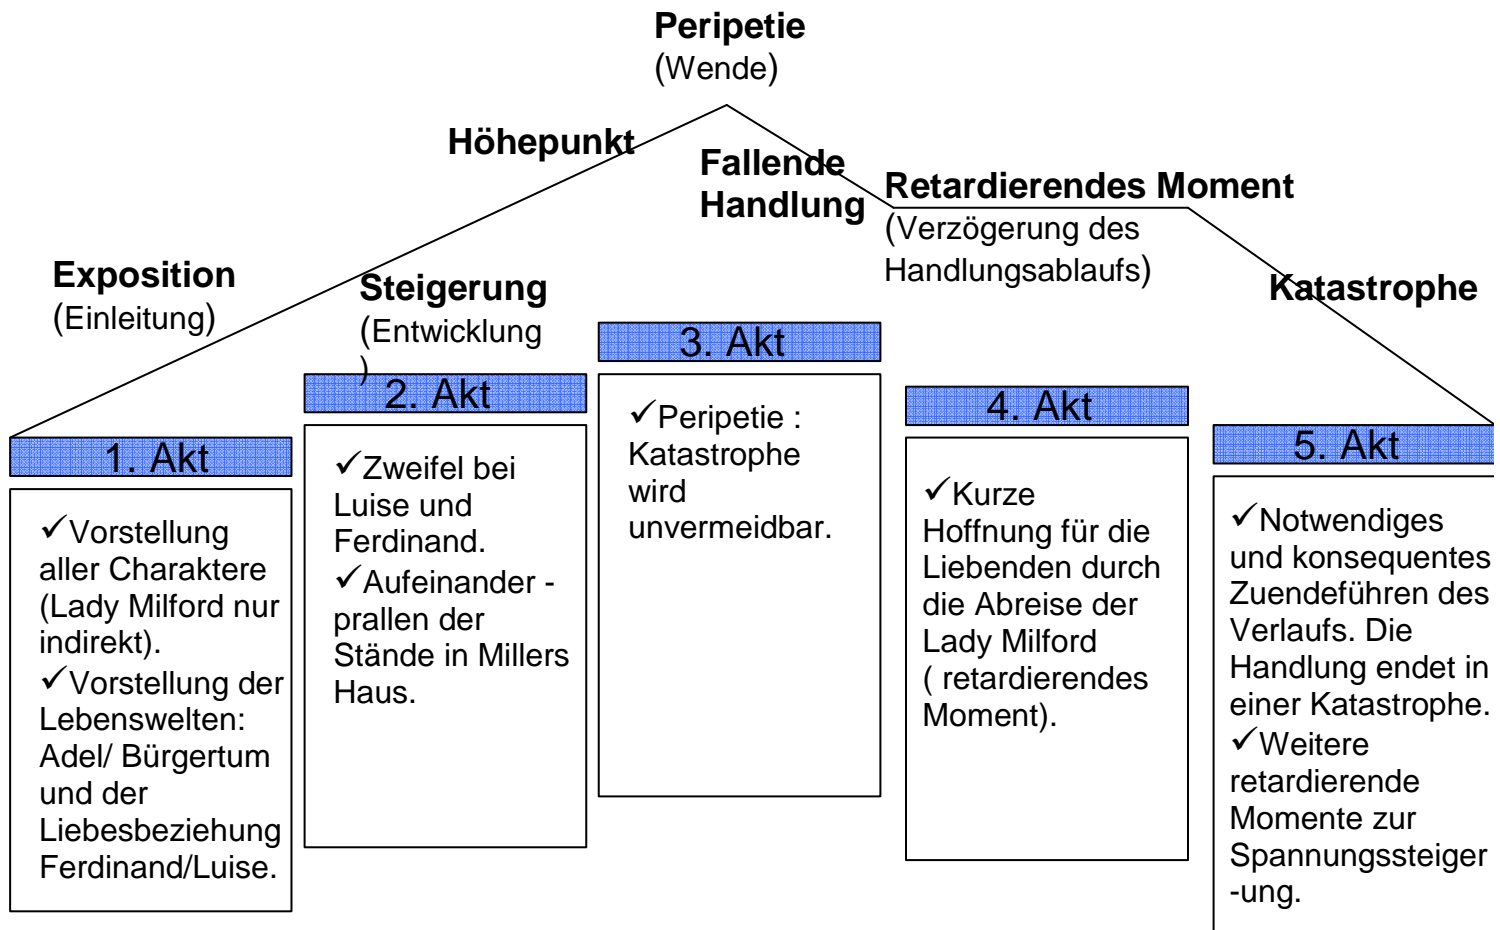 Peripetie
(Wende)
Höhepunkt
Fallende
Handlung
Retardierendes Moment
(Verzögerung des
Handlungsablaufs)
Exposition
(Einleitung)
Steigerung
(Entwicklung
)
Katastrophe
1. Akt
✓Vorstellung
aller Charaktere
(Lady Milford nur
indirekt).
✓Vorstellung der
Lebenswelten:
Adel/ Bürgertum
und der
Liebesbeziehung
Ferdinand/Luise.
2. Akt
✓Zweifel bei
Luise und
Ferdinand.
✓Aufeinander -
prallen der
Stände in Millers
Haus.
3. Akt
✓Peripetie :
Katastrophe
wird
unvermeidbar.
4. Akt
✓Kurze
Hoffnung für die
Liebenden durch
die Abreise der
Lady Milford
( retardierendes
Moment).
5. Akt
✓Notwendiges
und konsequentes
Zuendeführen des
Verlaufs. Die
Handlung endet in
einer Katastrophe.
✓Weitere
retardierende
Momente zur
Spannungssteiger
-ung.